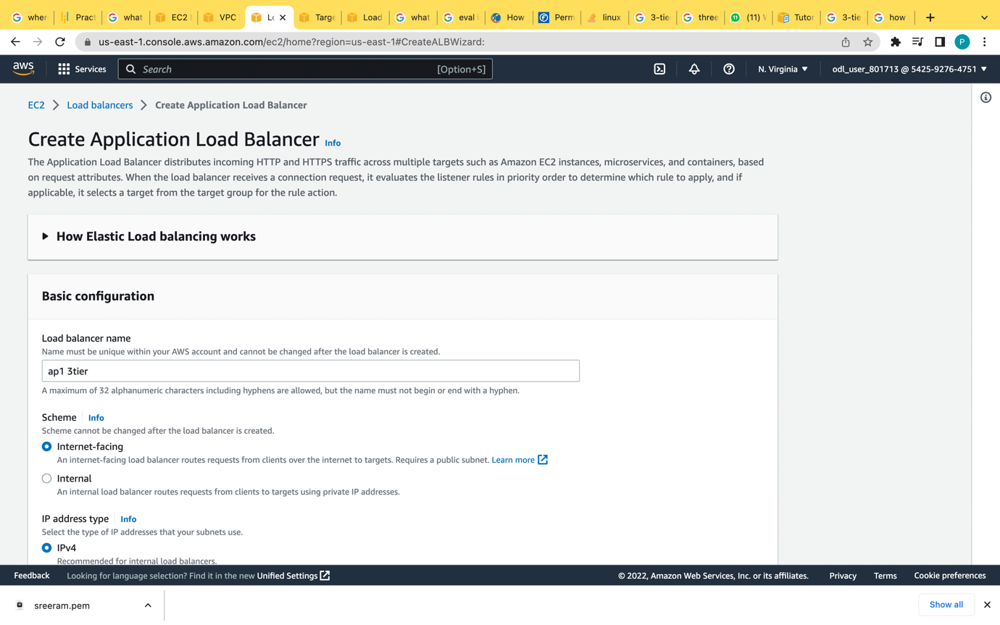 when
Pract
what
EC2
VPC
Lo
Targe
Load
what
eval i
How
Perm
linux
3-tie
three
(11) W
Tutor
3-tie
how
us-east-1.console.aws.amazon.com/ec2/home?region=us-east-1#CreateALBWizard:
P
aws
Services
Search
[Option+S]
N. Virginia
odl_user_801713 @ 5425-9276-4751
EC2 > Load balancers > Create Application Load Balancer
Create Application Load Balancer Info
The Application Load Balancer distributes incoming HTTP and HTTPS traffic across multiple targets such as Amazon EC2 instances, microservices, and containers, based
on request attributes. When the load balancer receives a connection request, it evaluates the listener rules in priority order to determine which rule to apply, and if
applicable, it selects a target from the target group for the rule action.
How Elastic Load balancing works
Basic configuration
Load balancer name
Name must be unique within your AWS account and cannot be changed after the load balancer is created.
ap1 3tier
A maximum of 32 alphanumeric characters including hyphens are allowed, but the name must not begin or end with a hyphen.
Scheme Info
Scheme cannot be changed after the load balancer is created.
Internet-facing
An internet-facing load balancer routes requests from clients over the internet to targets. Requires a public subnet. Learn more
Internal
An internal load balancer routes requests from clients to targets using private IP addresses.
IP address type Info
Select the type of IP addresses that your subnets use.
IPv4
Recommended for internal load balancers.
Feedback
Looking for language selection? Find it in the new Unified Settings
© 2022, Amazon Web Services, Inc. or its affiliates.
Privacy
Terms
Cookie preferences
sreeram.pem
Show all